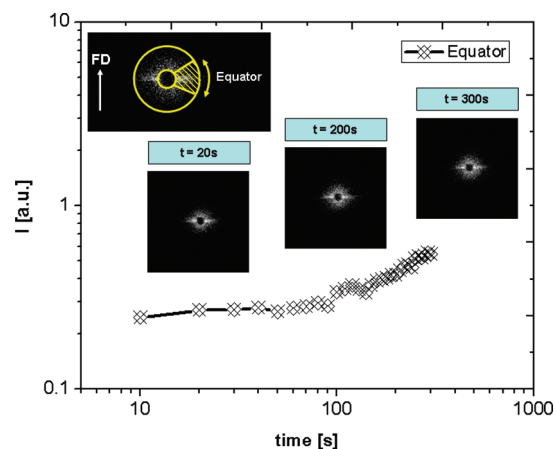 10
1
0.1
I [a.u.]
FD
Equator
Equator
t = 20s
t = 200s
t = 300s
10
100
1000
time [s]